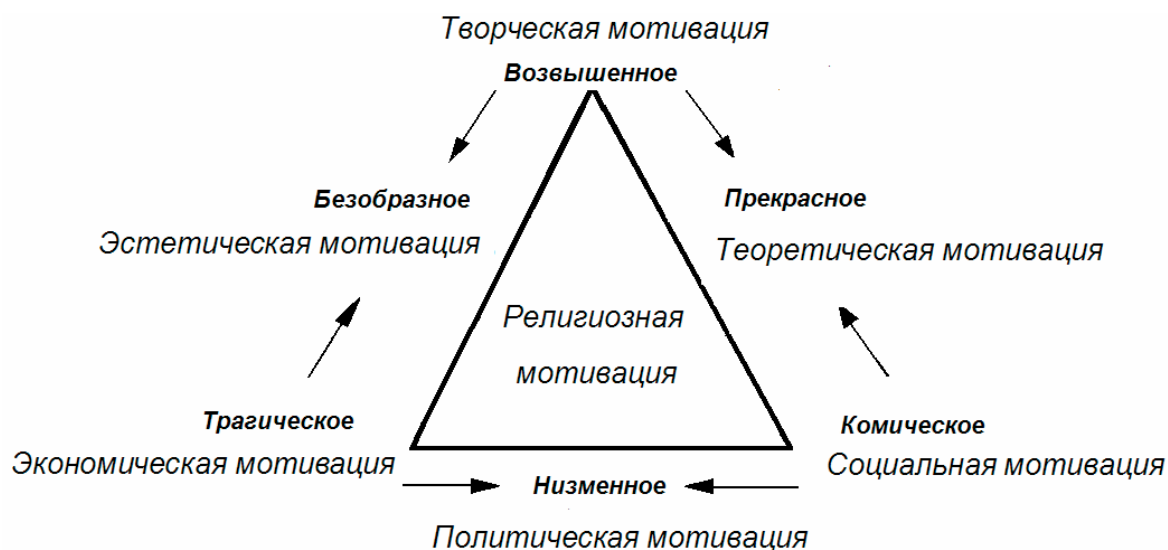 Творческая мотивация
Возвышенное
Безобразное
Прекрасное
Эстетическая мотивация
Теоретическая мотивация
Религиозная
мотивация
Трагическое
Комическое
Экономическая мотивация
Социальная мотивация
Низменное
Политическая мотивация